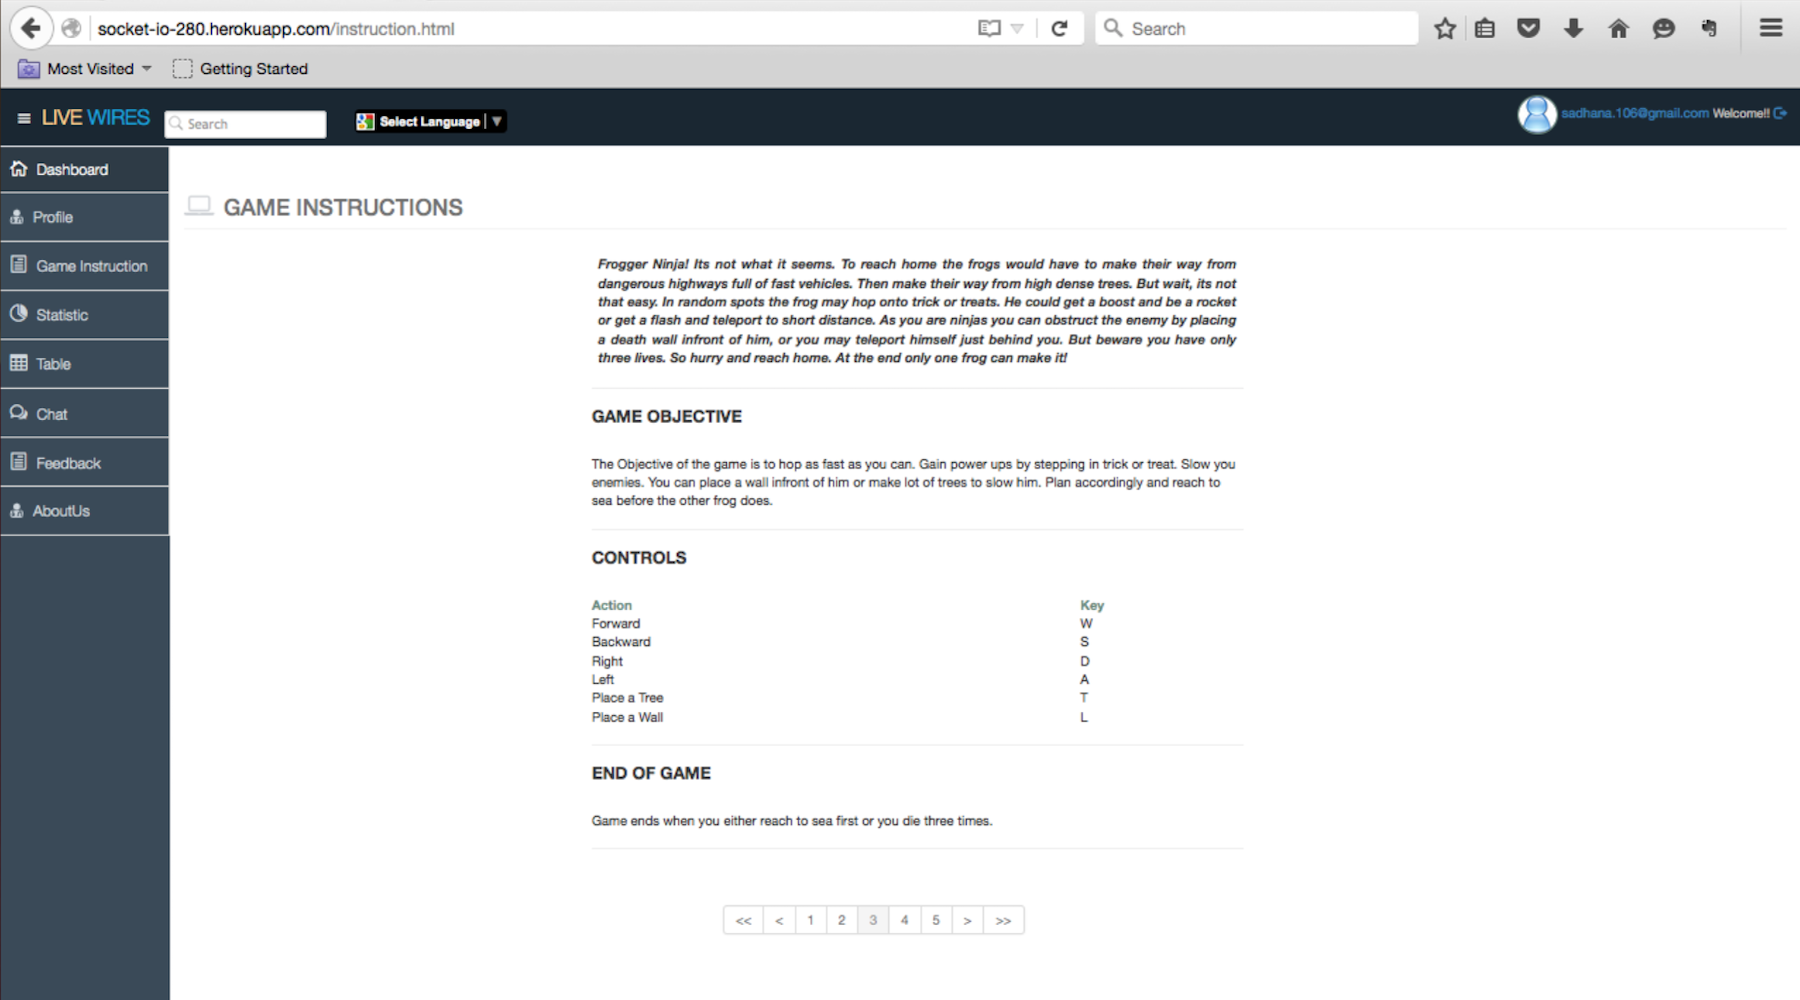 socket-io-280.herokuapp.com/instruction.html
Search
Most Visited
Getting Started
LIVE WIRES
Search
Select Language
sadhana.106@gmail.com Welcome!!
Dashboard
Profile
Game Instruction
Statistic
Table
Chat
Feedback
AboutUs
GAME INSTRUCTIONS
Frogger Ninja! Its not what it seems. To reach home the frogs would have to make their way from
dangerous highways full of fast vehicles. Then make their way from high dense trees. But wait, its not
that easy. In random spots the frog may hop onto trick or treats. He could get a boost and be a rocket
or get a flash and teleport to short distance. As you are ninjas you can obstruct the enemy by placing
a death wall infront of him, or you may teleport himself just behind you. But beware you have only
three lives. So hurry and reach home. At the end only one frog can make it!
GAME OBJECTIVE
The Objective of the game is to hop as fast as you can. Gain power ups by stepping in trick or treat. Slow you
enemies. You can place a wall infront of him or make lot of trees to slow him. Plan accordingly and reach to
sea before the other frog does.
CONTROLS
Action Key
Forward W
Backward S
Right D
Left A
Place a Tree T
Place a Wall L
END OF GAME
Game ends when you either reach to sea first or you die three times.
<< < 1 2 3 4 5 > >>